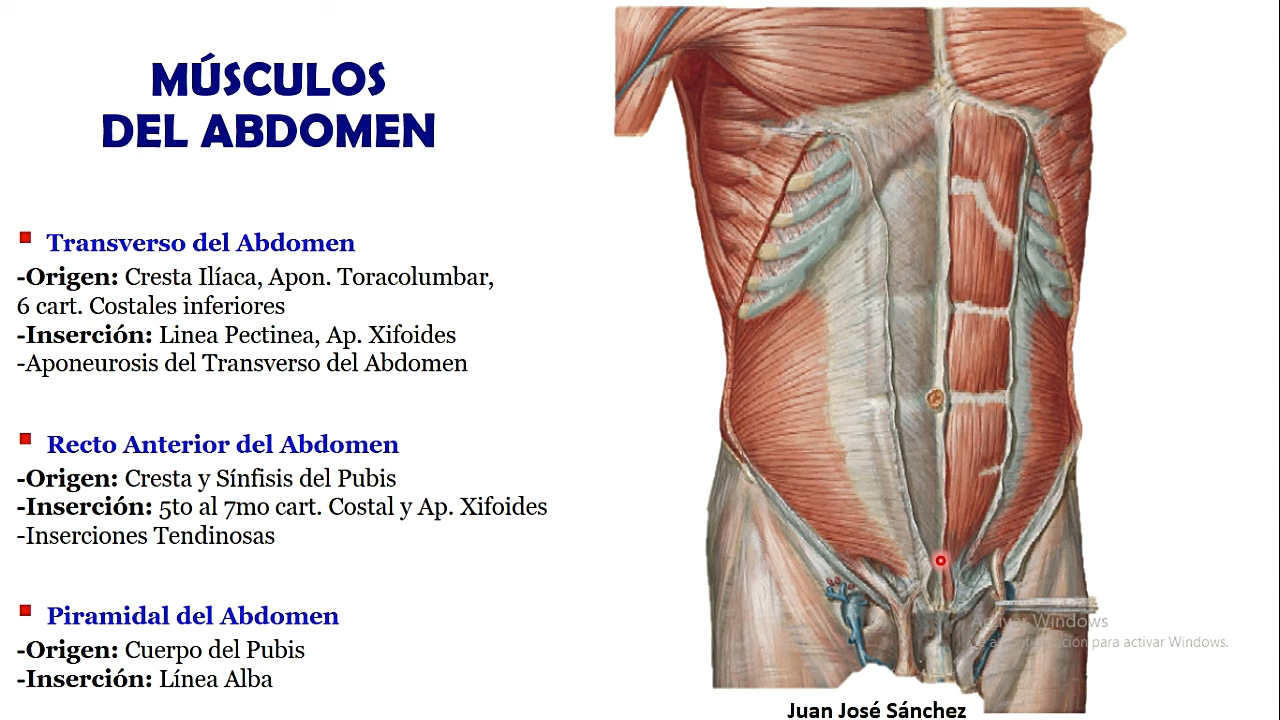 MÚSCULOS
DEL ABDOMEN
Transverso del Abdomen
-Origen: Cresta Ilíaca, Apon. Toracolumbar,
6 cart. Costales inferiores
-Inserción: Linea Pectinea, Ap. Xifoides
-Aponeurosis del Transverso del Abdomen
Recto Anterior del Abdomen
-Origen: Cresta y Sínfisis del Pubis
-Inserción: 5to al 7mo cart. Costal y Ap. Xifoides
-Inserciones Tendinosas
Piramidal del Abdomen
-Origen: Cuerpo del Pubis
-Inserción: Línea Alba
Activar Windows
para activar Windows.
Juan José Sánchez